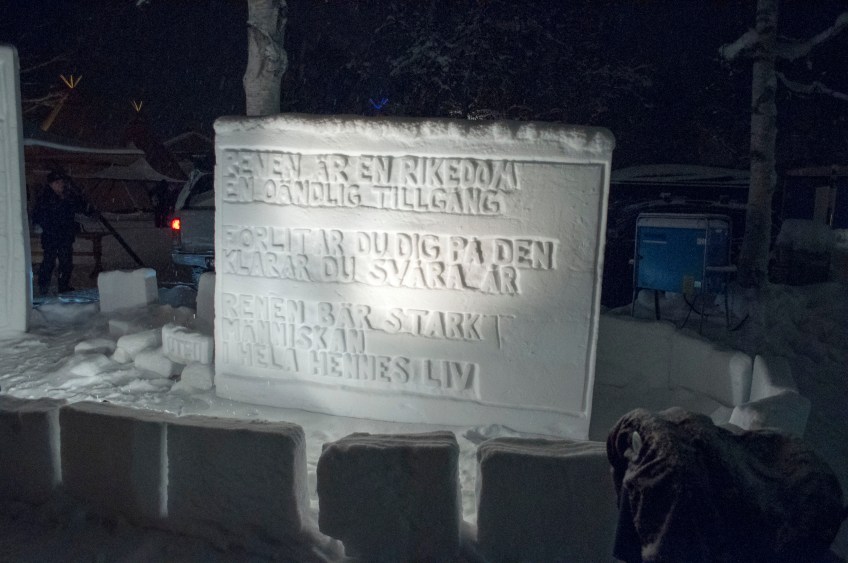 RENEN ÄR EN RIKEDOM
EN OÄNDLIG TILLGÅNG
FÖRLITAR DU DIG PÅ DEN
KLARAR DU SVÅRA ÅR
RENEN BÄR STARKT
MÄNNISKAN
I HELA HENNES LIV